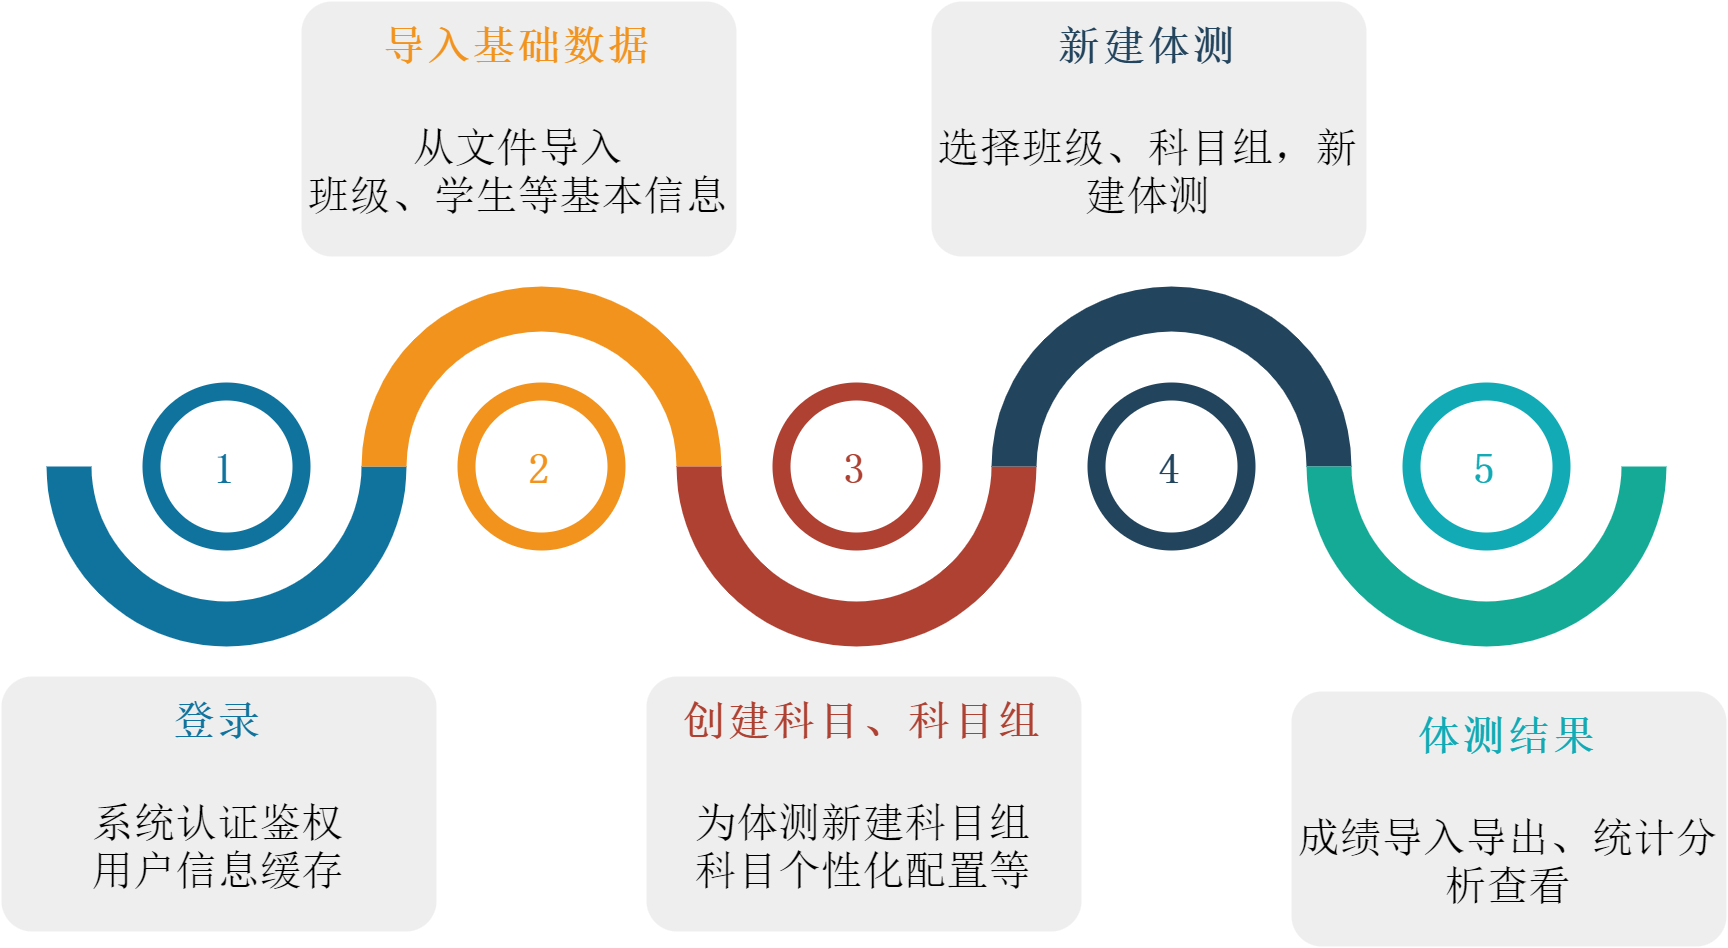 导入基础数据
从文件导入
班级、学生等基本信息
新建体测
选择班级、科目组，新
建体测
1
2
3
4
5
登录
系统认证鉴权
用户信息缓存
创建科目、科目组
为体测新建科目组
科目个性化配置等
体测结果
成绩导入导出、统计分
析查看